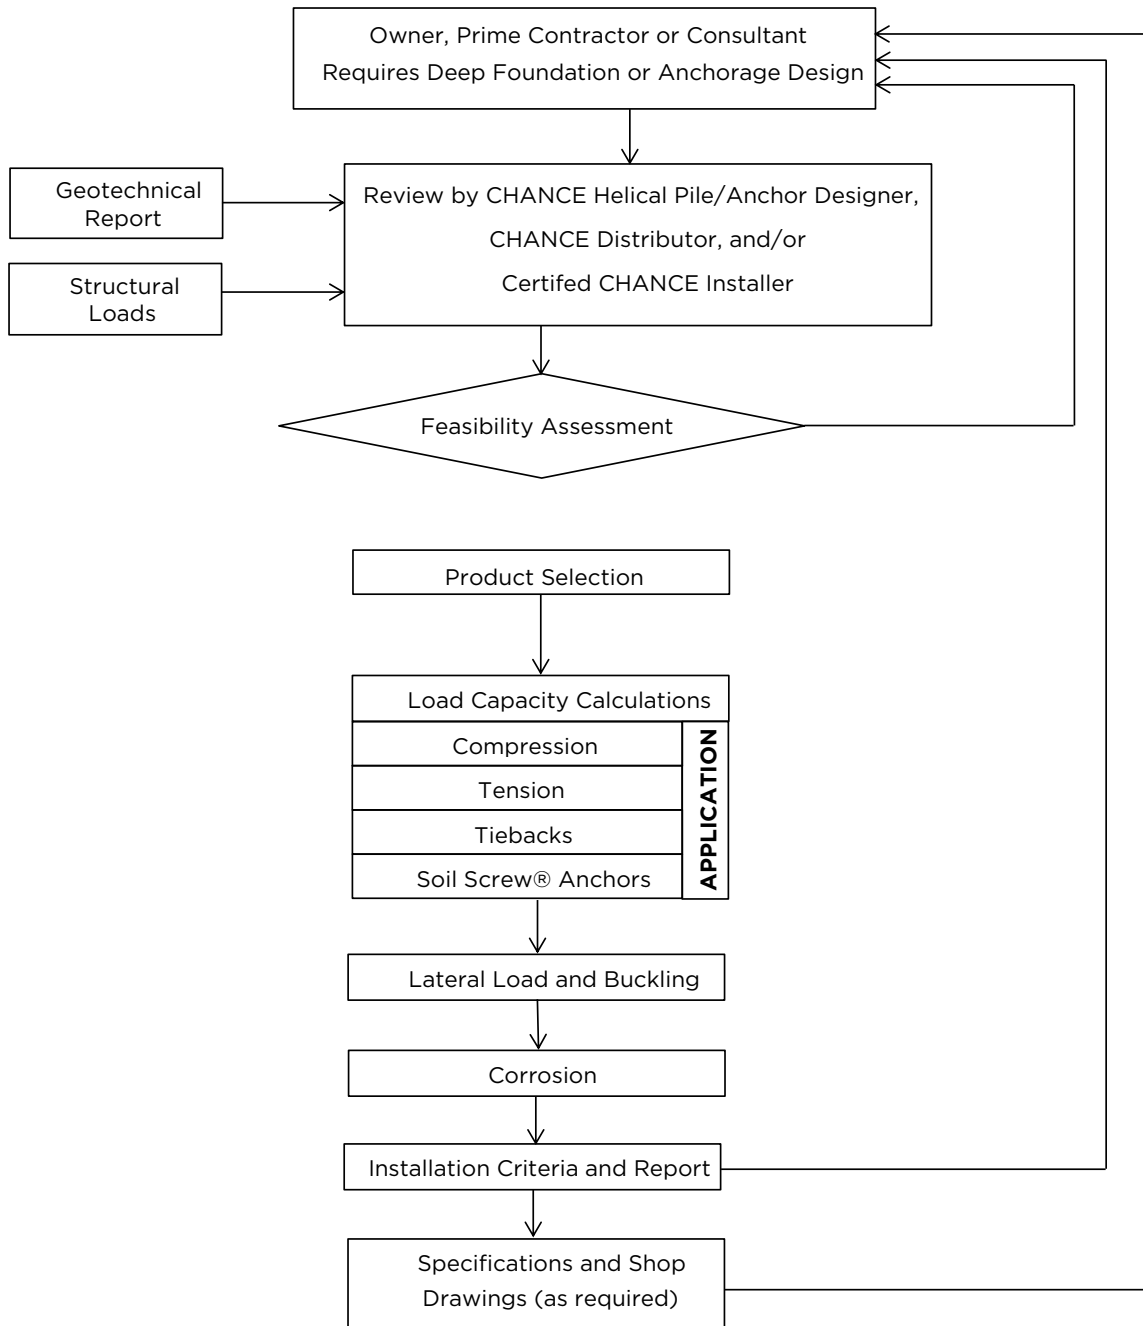 Owner, Prime Contractor or Consultant
Requires Deep Foundation or Anchorage Design
Geotechnical
Report
Structural
Loads
Review by CHANCE Helical Pile/Anchor Designer,
CHANCE Distributor, and/or
Certifed CHANCE Installer
Feasibility Assessment
Product Selection
Load Capacity Calculations
Compression
Tension
Tiebacks
Soil Screw® Anchors
APPLICATION
Lateral Load and Buckling
Corrosion
Installation Criteria and Report
Specifications and Shop
Drawings (as required)